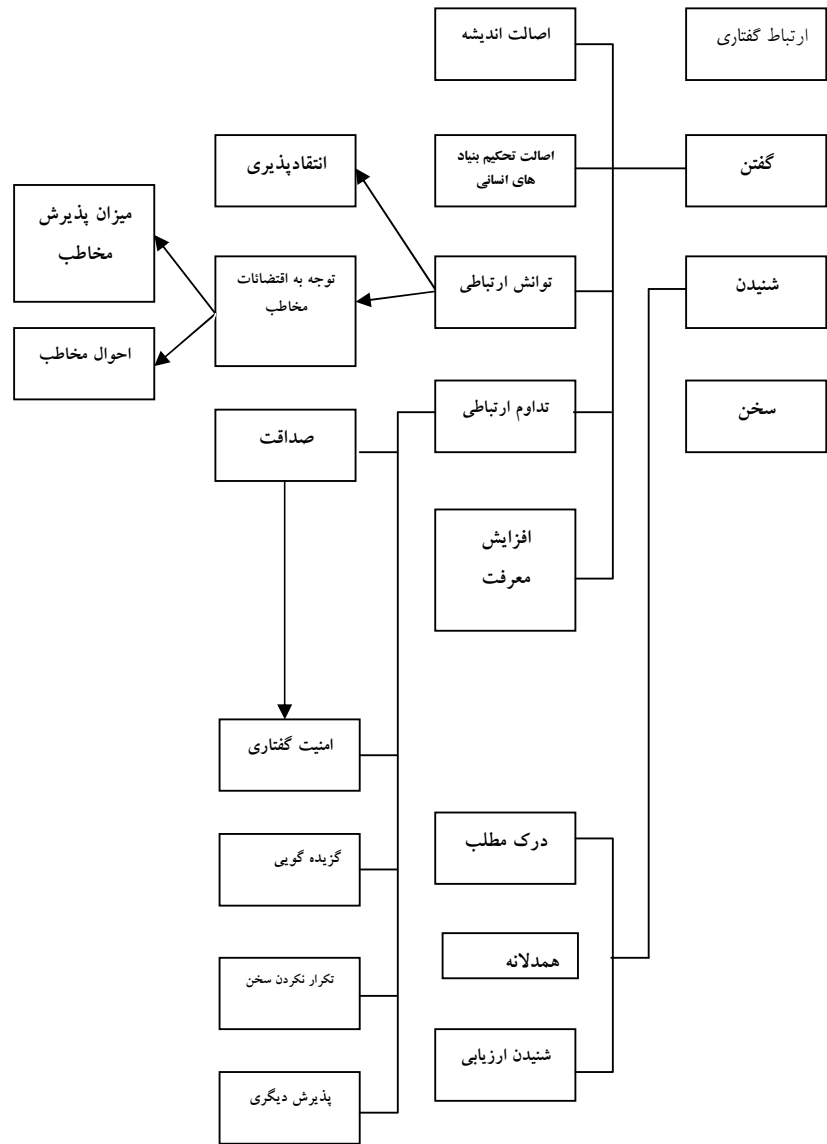 ارتباط گفتاری
گفتن
شنیدن
سخن
اصالت اندیشه
اصالت تحکیم بنیاد
های انسانی
توانش ارتباطی
تداوم ارتباطی
افزایش
معرفت
درک مطلب
همدلانه
شنیدن ارزیابی
انتقادپذیری
توجه به اقتضائات
مخاطب
صداقت
امنیت گفتاری
گزیده گویی
تکرار نکردن سخن
پذیرش دیگری
میزان پذیرش
مخاطب
احوال مخاطب